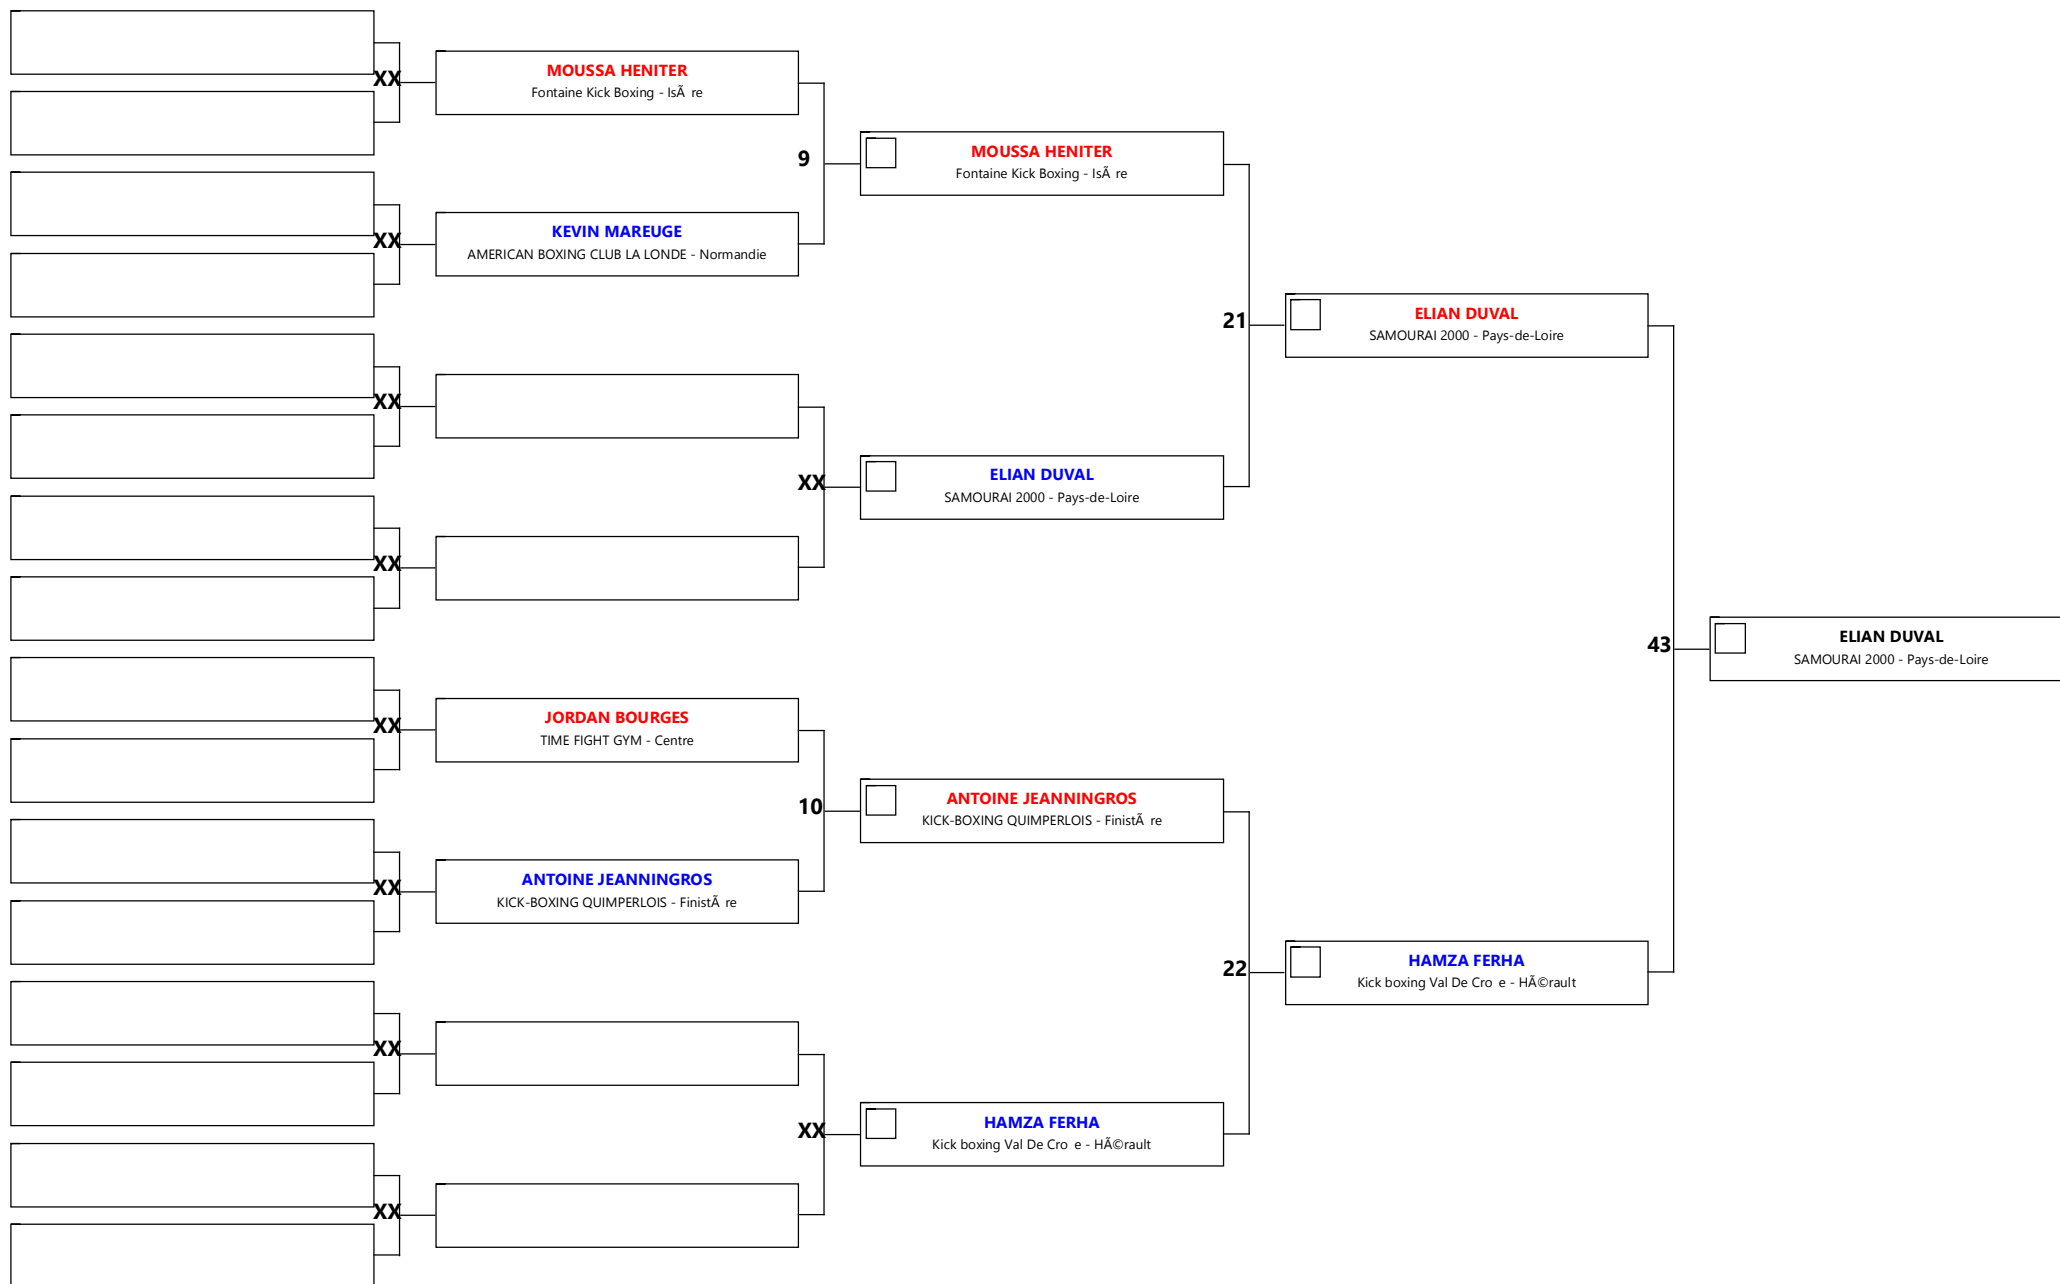 XX
MOUSSA HENITER
Fontaine Kick Boxing - IsÃ re
9
XX
KEVIN MAREUGE
AMERICAN BOXING CLUB LA LONDE - Normandie
MOUSSA HENITER
Fontaine Kick Boxing - IsÃ re
21
XX
XX
XX
ELIAN DUVAL
SAMOURAI 2000 - Pays-de-Loire
ELIAN DUVAL
SAMOURAI 2000 - Pays-de-Loire
43
ELIAN DUVAL
SAMOURAI 2000 - Pays-de-Loire
XX
JORDAN BOURGES
TIME FIGHT GYM - Centre
10
XX
ANTOINE JEANNINGROS
KICK-BOXING QUIMPERLOIS - FinistÃ re
ANTOINE JEANNINGROS
KICK-BOXING QUIMPERLOIS - FinistÃ re
22
XX
XX
XX
HAMZA FERHA
Kick boxing Val De Cro e - HÃ©rault
HAMZA FERHA
Kick boxing Val De Cro e - HÃ©rault